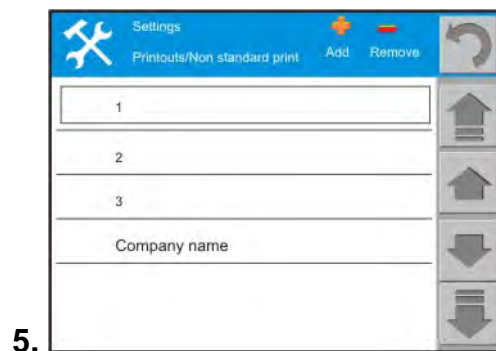 Settings
Printouts/Non standard print
Add Remove
1
2
3
Company name
5.